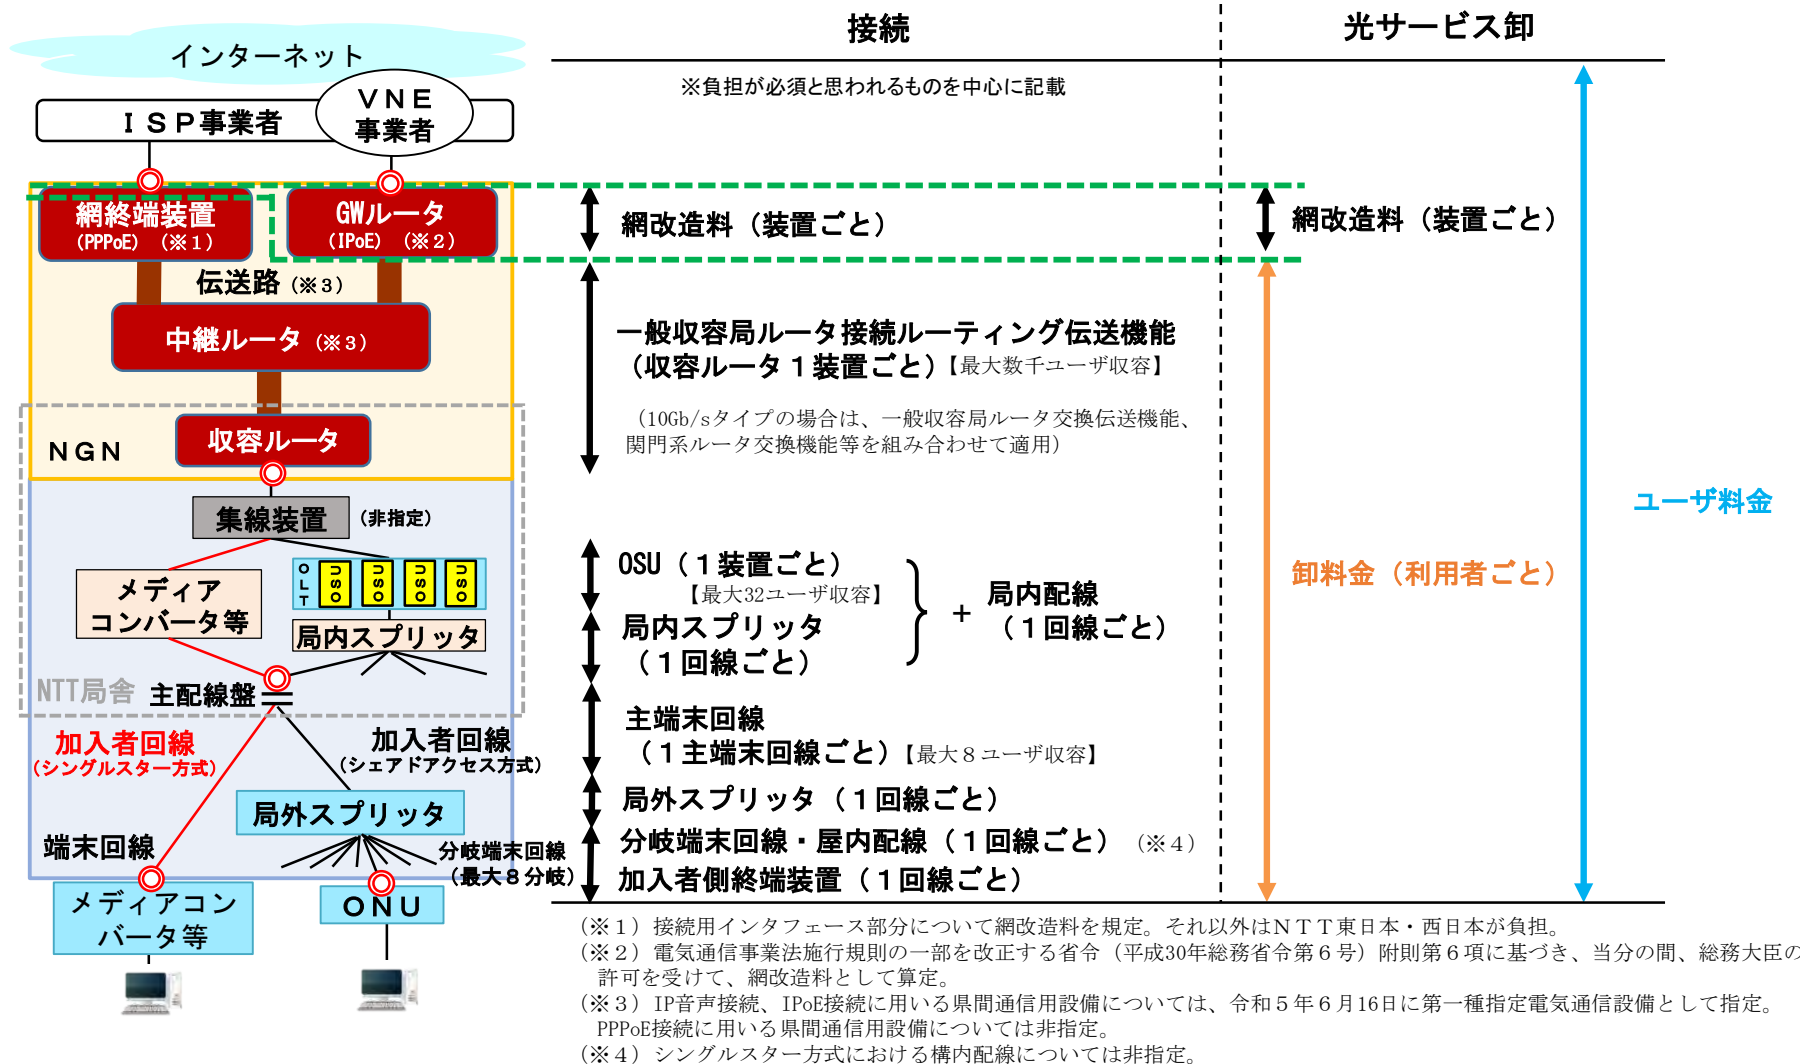 接続
光サービス卸
インターネット
※負担が必須と思われるものを中心に記載
ISP事業者
VNE
事業者
網終端装置
(PPPoE) (※1)
GWルータ
(IPoE) (※2)
網改造料（装置ごと）
網改造料（装置ごと）
伝送路(※3)
中継ルータ(※3)
一般収容局ルータ接続ルーティング伝送機能
（収容ルータ１装置ごと）【最大数千ユーザ収容】
（10Gb/sタイプの場合は、一般収容局ルータ交換伝送機能、
関門系ルータ交換機能等を組み合わせて適用）
収容ルータ
NGN
集線装置
(非指定)
ユーザ料金
メディア
コンバータ等
OLT
OSU
OSU
OSU
OSU
局内スプリッタ
OSU（１装置ごと）
【最大32ユーザ収容】
局内スプリッタ
（１回線ごと）
+
局内配線
（１回線ごと）
卸料金（利用者ごと）
NTT局舎
主配線盤
加入者回線
(シングルスター方式)
加入者回線
(シェアドアクセス方式)
主端末回線
（１主端末回線ごと）【最大８ユーザ収容】
局外スプリッタ
局外スプリッタ（１回線ごと）
端末回線
分岐端末回線
(最大８分岐)
分岐端末回線・屋内配線（１回線ごと）（※４）
加入者側終端装置（１回線ごと）
メディアコン
バータ等
ONU
（※１）接続用インタフェース部分について網改造料を規定。それ以外はＮＴＴ東日本・西日本が負担。
（※２）電気通信事業法施行規則の一部を改正する省令（平成30年総務省令第６号）附則第６項に基づき、当分の間、総務大臣の
許可を受けて、網改造料として算定。
（※３）IP音声接続、IPoE接続に用いる県間通信用設備については、令和５年６月16日に第一種指定電気通信設備として指定。
PPPoE接続に用いる県間通信用設備については非指定。
（※４）シングルスター方式における構内配線については非指定。